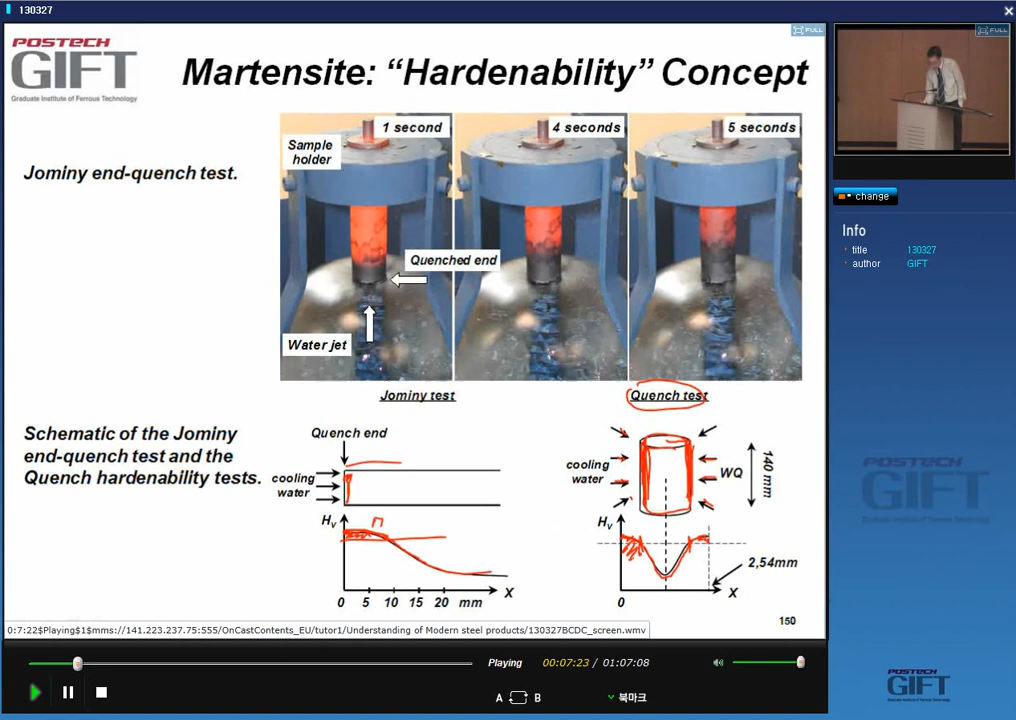 130327
FULL
POSTECH
GIFT
Graduate Institute of Ferrous Technology
Martensite: “Hardenability” Concept
FULL
Jominy end-quench test.
1 second
4 seconds
5 seconds
Sample
holder
Quenched end
Water jet
change
Info
title 130327
author GIFT
Jominy test
Quench test
Schematic of the Jominy
end-quench test and the
Quench hardenability tests.
Quench end
cooling
water
Hv
0 5 10 15 20 mm
X
cooling
water
WQ
140 mm
Hv
2,54mm
0
X
150
0:7:22$Playing$1$mms://141.223.237.75:555/OnCastContents_EU/tutor1/Understanding of Modern steel products/130327BCDC_screen.wmv
Playing
00:07:23 / 01:07:08
A B
북마크
POSTECH
GIFT
POSTECH
GIFT